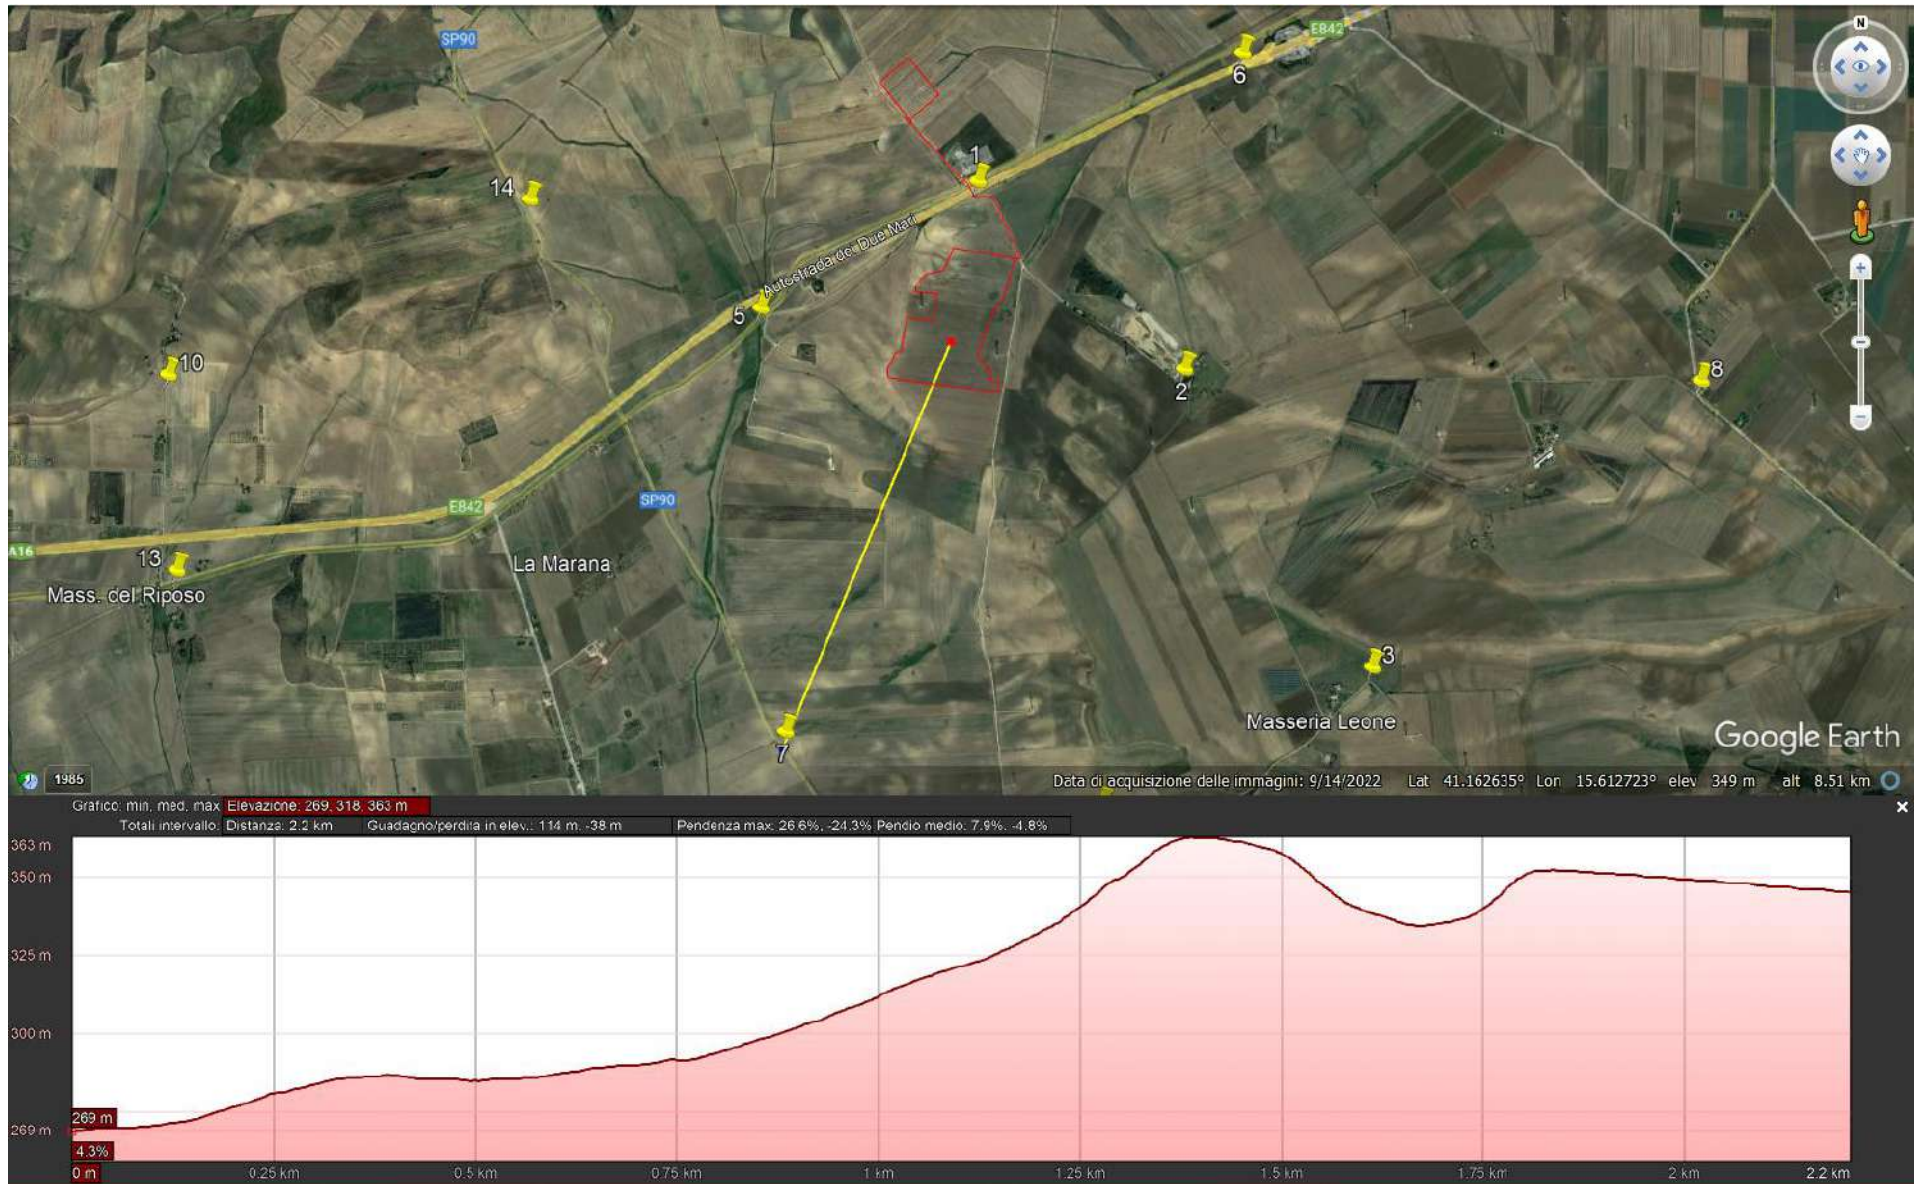 SP90
E842
N
6
1
14
Autostrada dei Due Mari
5
10
2
8
E842
SP90
A16
13
La Marana
Mass. del Riposo
3
Masseria Leone
7
Google Earth
1985
Data di acquisizione delle immagini: 9/14/2022 Lat 41.162635° Lon 15.612723° elev 349 m alt 8.51 km
Grafico: min, med, max Elevazione: 269, 318, 363 m
Totali intervallo: Distanza: 2.2 km Guadagno/perdita in elev.: 114 m, -38 m Pendenza max: 26.6%, -24.3% Pendio medio: 7.9%, -4.8%
363 m
350 m
325 m
300 m
269 m
269 m
4.3%
0 m 0.25 km 0.5 km 0.75 km 1 km 1.25 km 1.5 km 1.75 km 2 km 2.2 km